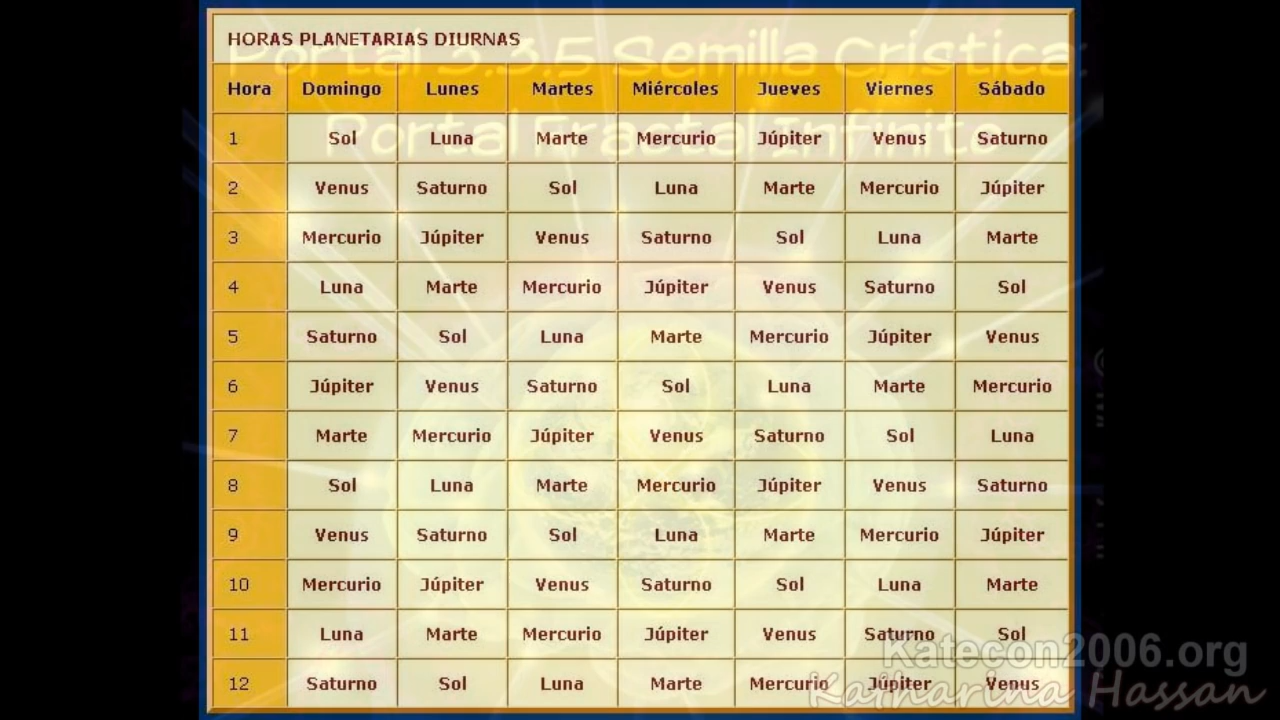 HORAS PLANETARIAS DIURNAS
Portal 3.3.5 Semilla Crística:
Hora Domingo Lunes Martes Miércoles Jueves Viernes Sábado
Portal Fractal Infinito
1 Sol Luna Marte Mercurio Júpiter Venus Saturno
2 Venus Saturno Sol Luna Marte Mercurio Júpiter
3 Mercurio Júpiter Venus Saturno Sol Luna Marte
4 Luna Marte Mercurio Júpiter Venus Saturno Sol
5 Saturno Sol Luna Marte Mercurio Júpiter Venus
6 Júpiter Venus Saturno Sol Luna Marte Mercurio
7 Marte Mercurio Júpiter Venus Saturno Sol Luna
8 Sol Luna Marte Mercurio Júpiter Venus Saturno
9 Venus Saturno Sol Luna Marte Mercurio Júpiter
10 Mercurio Júpiter Venus Saturno Sol Luna Marte
11 Luna Marte Mercurio Júpiter Venus Saturno Sol
12 Saturno Sol Luna Marte Mercurio Júpiter Venus
Katecon2006.org
Katharina Hassan